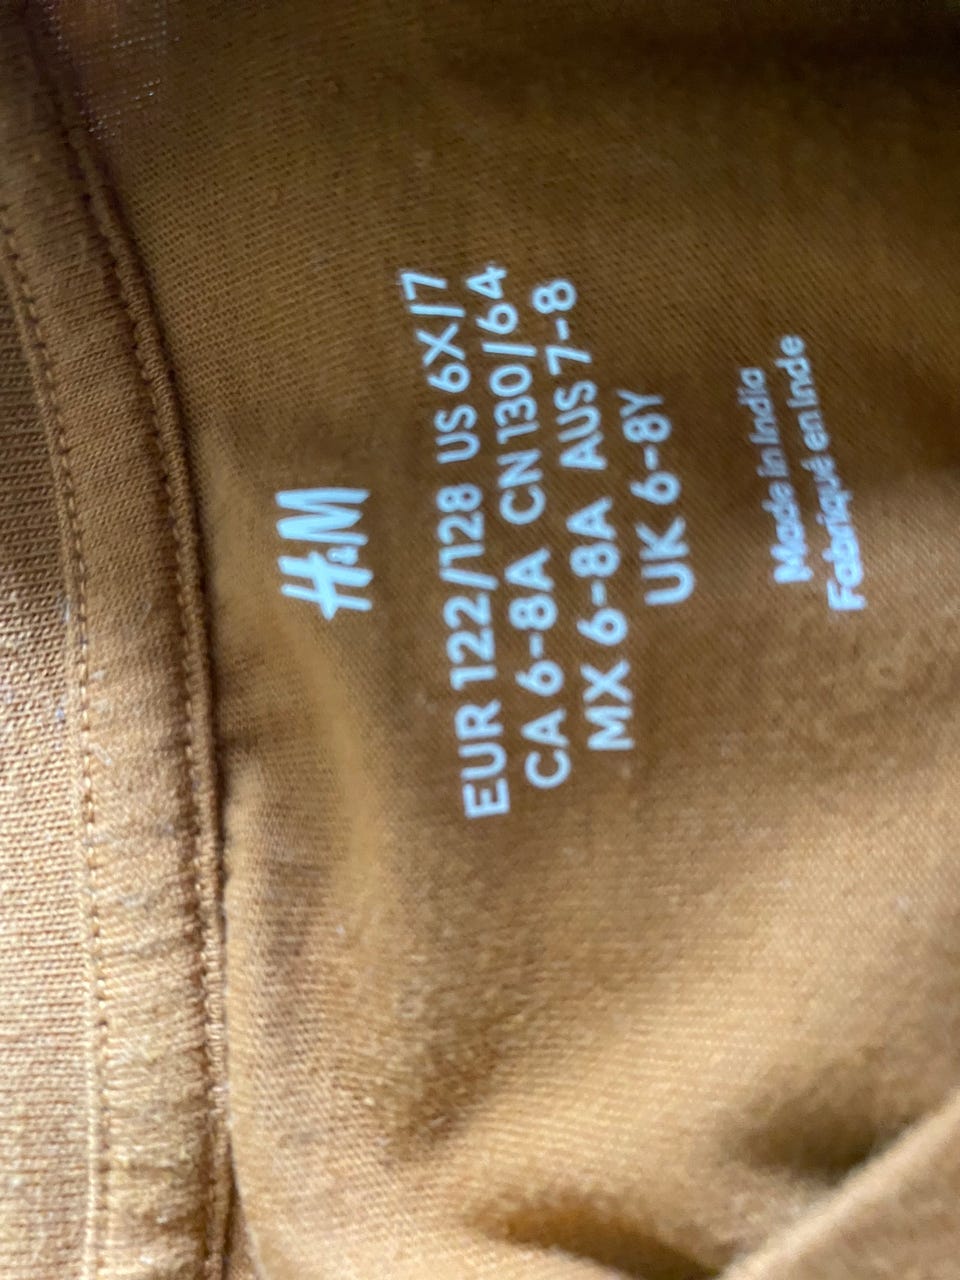 H&M
EUR 122/128 US 6X/7
CA 6-8A CN 130/64
MX 6-8A AUS 7-8
UK 6-8Y
Made in India
Fabriqué en Inde